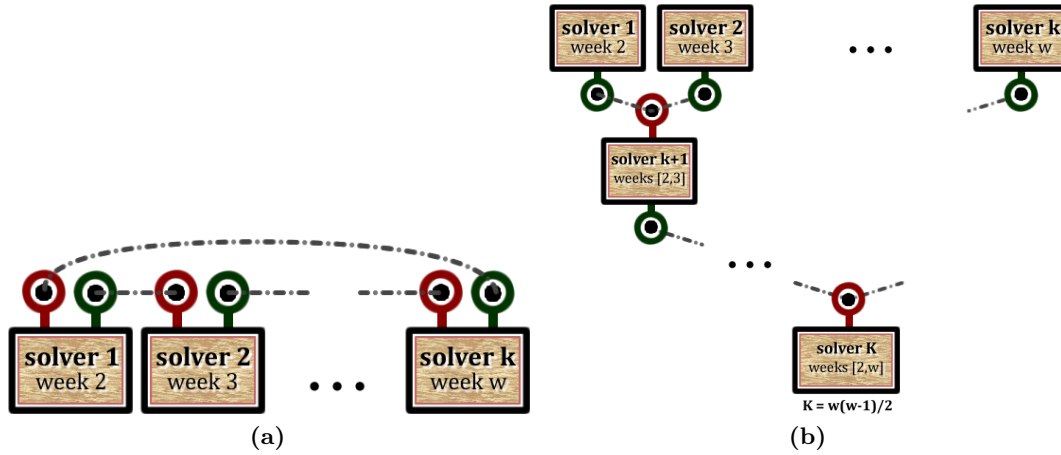 solver 1
week 2
solver 2
week 3
• • •
solver k
week w
(a)
solver 1
week 2
solver 2
week 3
• • •
solver k
week w
solver k+1
weeks [2,3]
• • •
solver K
weeks [2,w]
K = w(w-1)/2
(b)